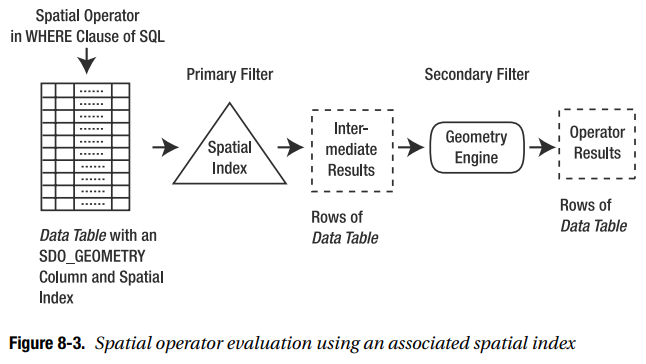 Spatial Operator
in WHERE Clause of SQL
Primary Filter
Secondary Filter
Spatial
Index
Inter-
mediate
Results
Geometry
Engine
Operator
Results
Rows of
Data Table
Rows of
Data Table
Data Table with an
SDO_GEOMETRY
Column and Spatial
Index
Figure 8-3. Spatial operator evaluation using an associated spatial index